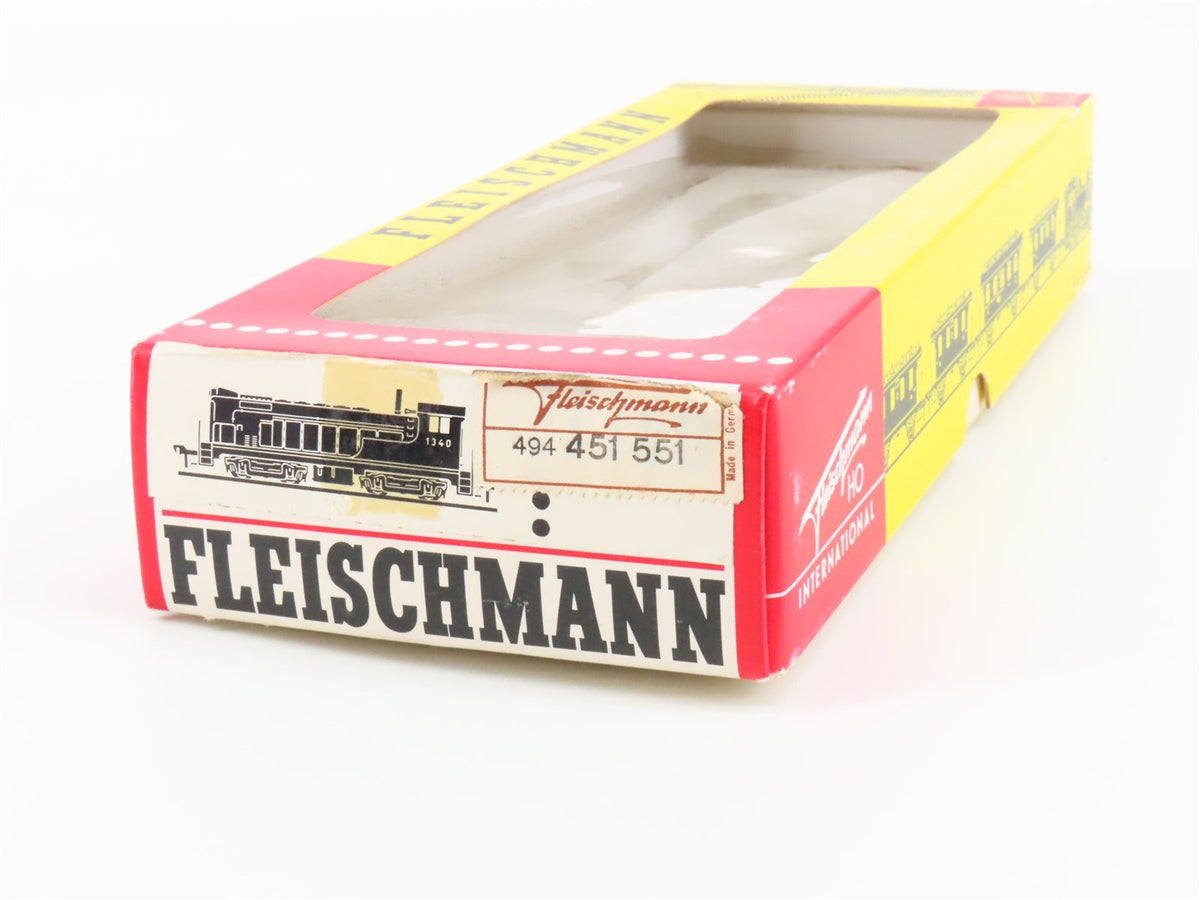 FLEISCHMANN
1340
Fleischmann
494 451 551
Made in Germ
FLEISCHMANN
Fleischmann
HO
INTERNATIONAL